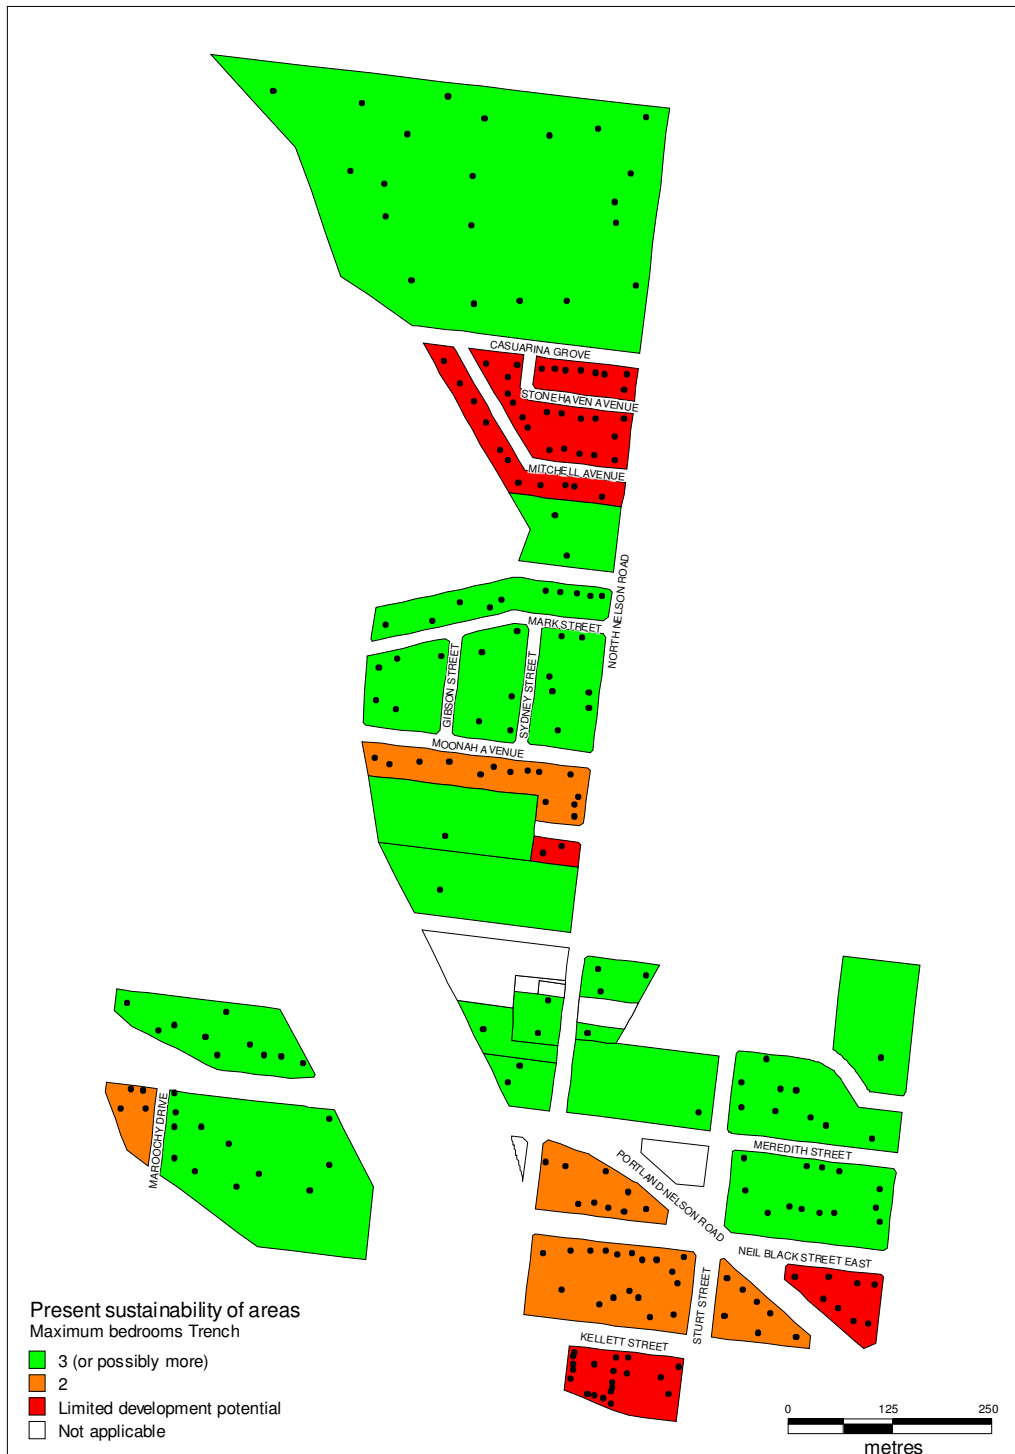 CASUARINA GROVE
STONEHAVEN AVENUE
MITCHELL AVENUE
NORTH NELSON ROAD
MARK STREET
GIBSON STREET
SYDNEY STREET
MOONAH AVENUE
MAROOCHY DRIVE
MEREDITH STREET
PORTLAND-NELSON ROAD
NEIL BLACK STREET EAST
STURT STREET
KELLETT STREET
Present sustainability of areas
Maximum bedrooms Trench
3 (or possibly more)
2
Limited development potential
Not applicable
0 125 250
metres